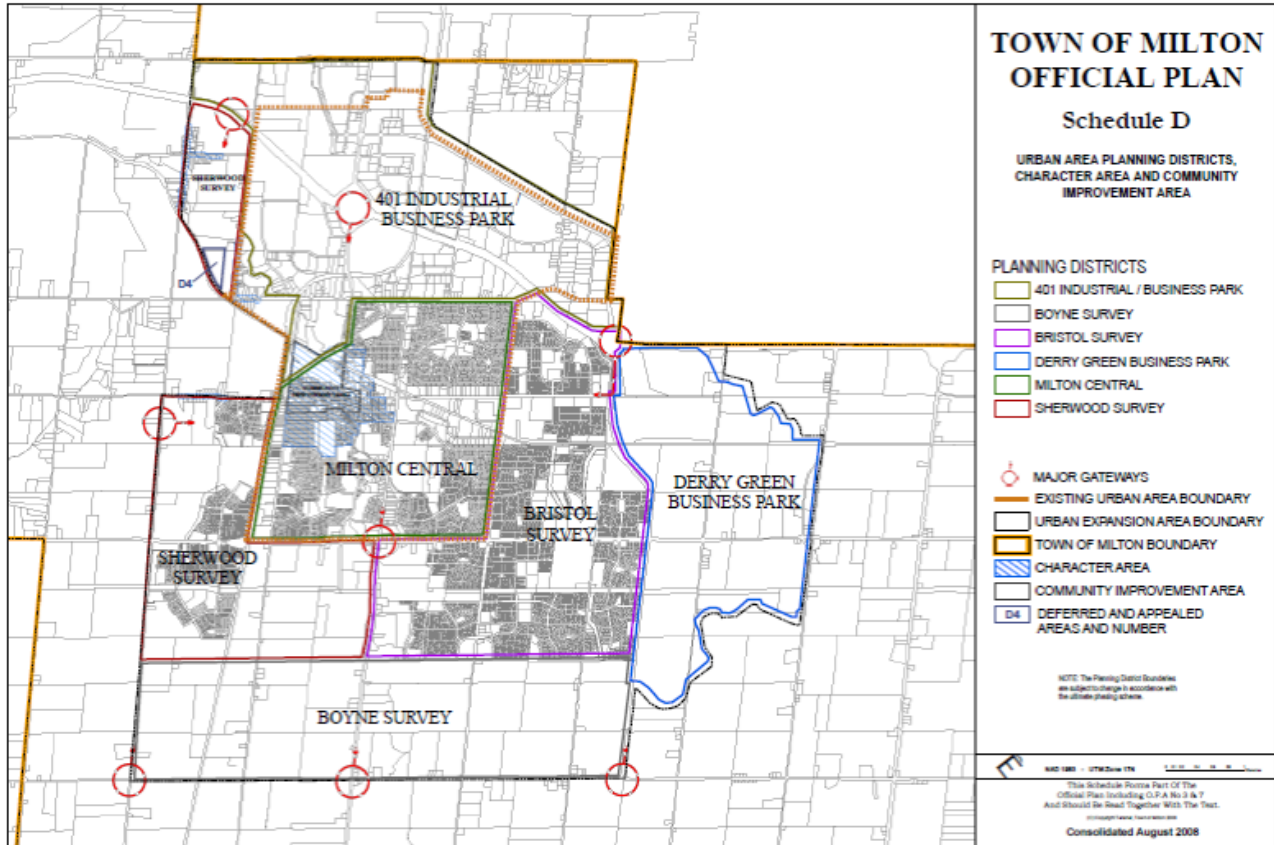 TOWN OF MILTON
OFFICIAL PLAN
Schedule D
URBAN AREA PLANNING DISTRICTS,
CHARACTER AREA AND COMMUNITY
IMPROVEMENT AREA
PLANNING DISTRICTS
401 INDUSTRIAL / BUSINESS PARK
BOYNE SURVEY
BRISTOL SURVEY
DERRY GREEN BUSINESS PARK
MILTON CENTRAL
SHERWOOD SURVEY
MAJOR GATEWAYS
EXISTING URBAN AREA BOUNDARY
URBAN EXPANSION AREA BOUNDARY
TOWN OF MILTON BOUNDARY
CHARACTER AREA
COMMUNITY IMPROVEMENT AREA
D4 DEFERRED AND APPEALED
AREAS AND NUMBER
NOTE: The Planning District Boundaries
are subject to change in accordance with
the ultimate phasing scheme.
NAD 1983 - UTM Zone 17N
This Schedule Forms Part Of The
Official Plan Including O.P.A No 3 & 7
And Should Be Read Together With The Text.
Consolidated August 2008
SHERWOOD
SURVEY
401 INDUSTRIAL
BUSINESS PARK
D4
MILTON CENTRAL
DERRY GREEN
BUSINESS PARK
BRISTOL
SURVEY
SHERWOOD
SURVEY
BOYNE SURVEY